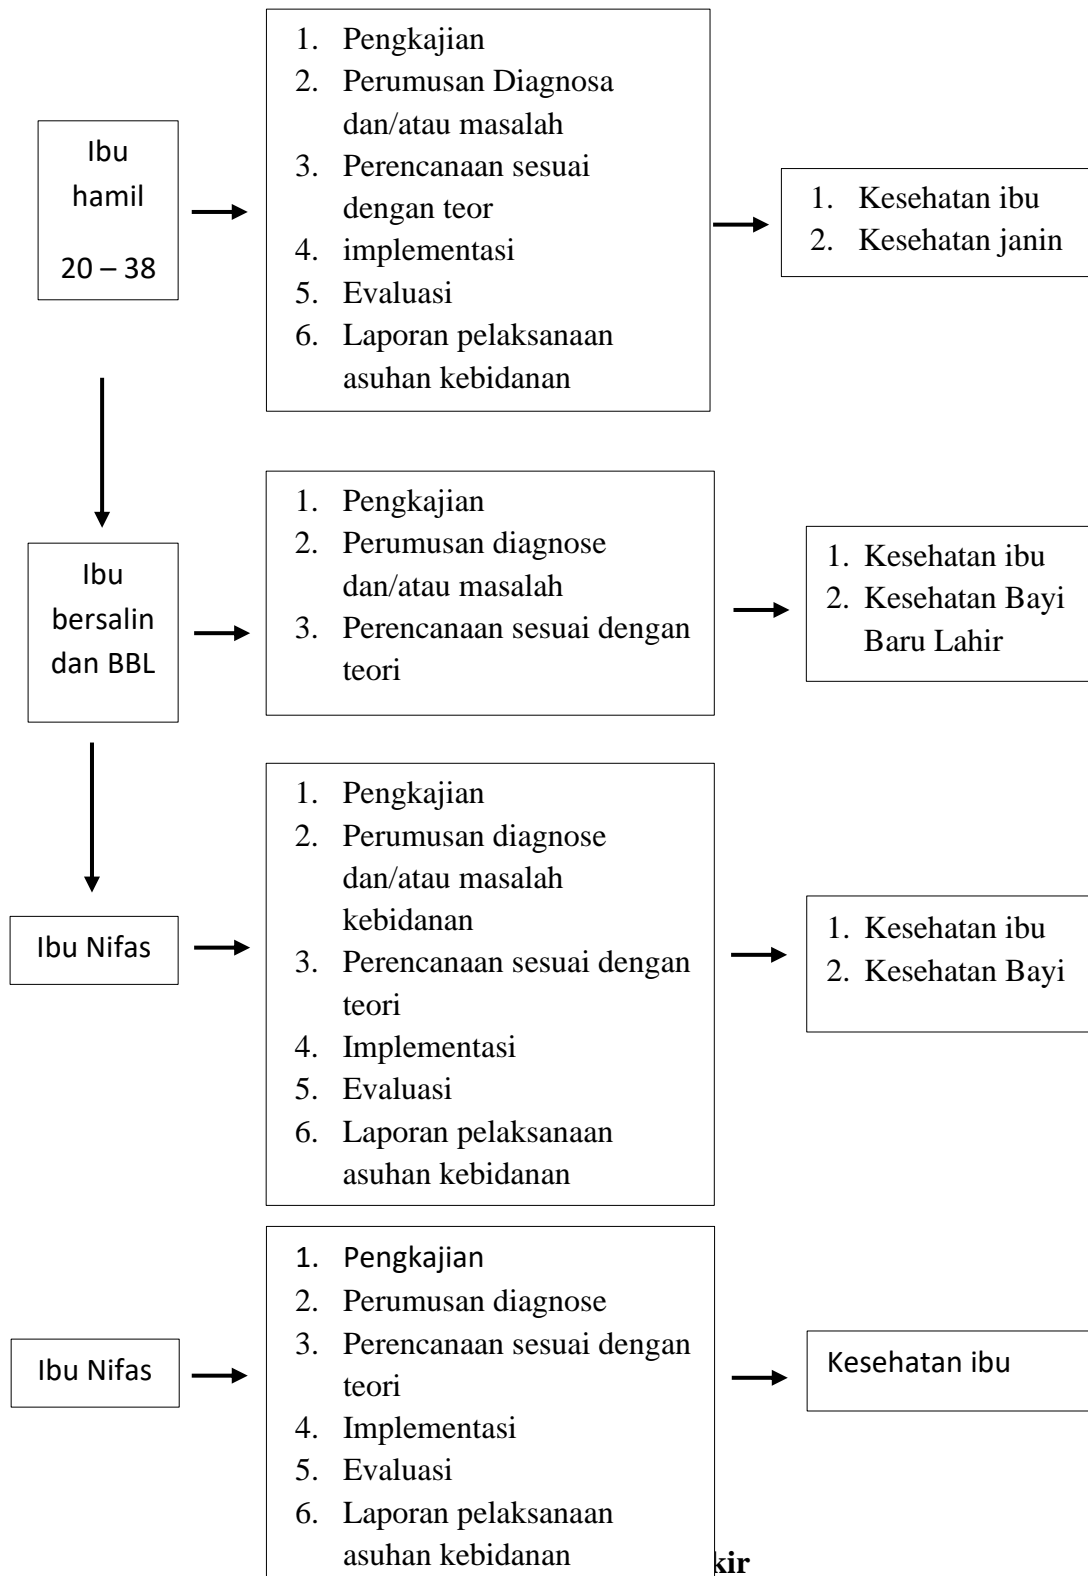 Ibu
hamil
20 – 38
1. Pengkajian
2. Perumusan Diagnosa
dan/atau masalah
3. Perencanaan sesuai
dengan teor
4. implementasi
5. Evaluasi
6. Laporan pelaksanaan
asuhan kebidanan
1. Kesehatan ibu
2. Kesehatan janin
Ibu
bersalin
dan BBL
1. Pengkajian
2. Perumusan diagnose
dan/atau masalah
3. Perencanaan sesuai dengan
teori
1. Kesehatan ibu
2. Kesehatan Bayi
Baru Lahir
Ibu Nifas
1. Pengkajian
2. Perumusan diagnose
dan/atau masalah
kebidanan
3. Perencanaan sesuai dengan
teori
4. Implementasi
5. Evaluasi
6. Laporan pelaksanaan
asuhan kebidanan
1. Kesehatan ibu
2. Kesehatan Bayi
Ibu Nifas
1. Pengkajian
2. Perumusan diagnose
3. Perencanaan sesuai dengan
teori
4. Implementasi
5. Evaluasi
6. Laporan pelaksanaan
asuhan kebidanan
Kesehatan ibu